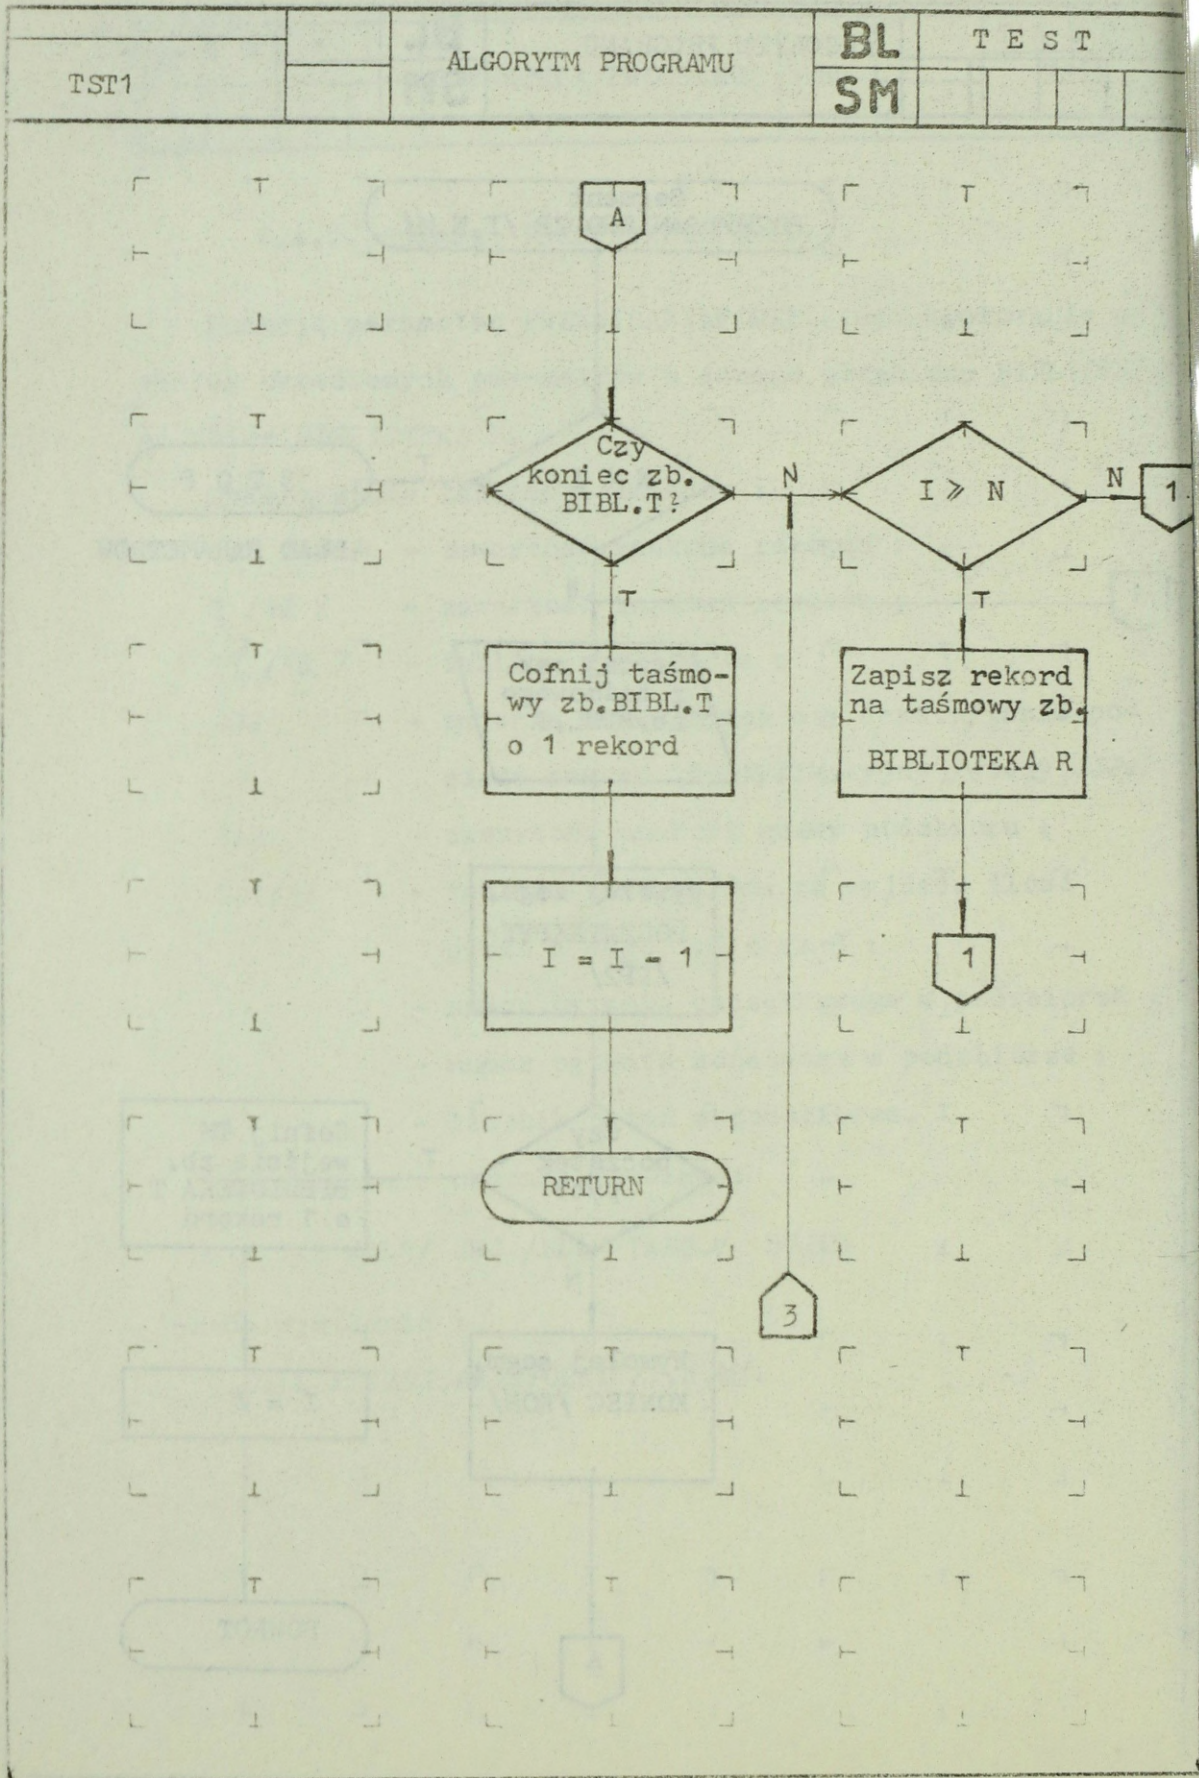 TST1
ALGORYTM PROGRAMU
BL
T E S T
SM
A
Czy
koniec zb.
BIBL.T?
N
I ⩾ N
N
1
T
T
Cofnij taśmo-
wy zb.BIBL.T
o 1 rekord
Zapisz rekord
na taśmowy zb.
BIBLIOTEKA R
I = I - 1
1
RETURN
3